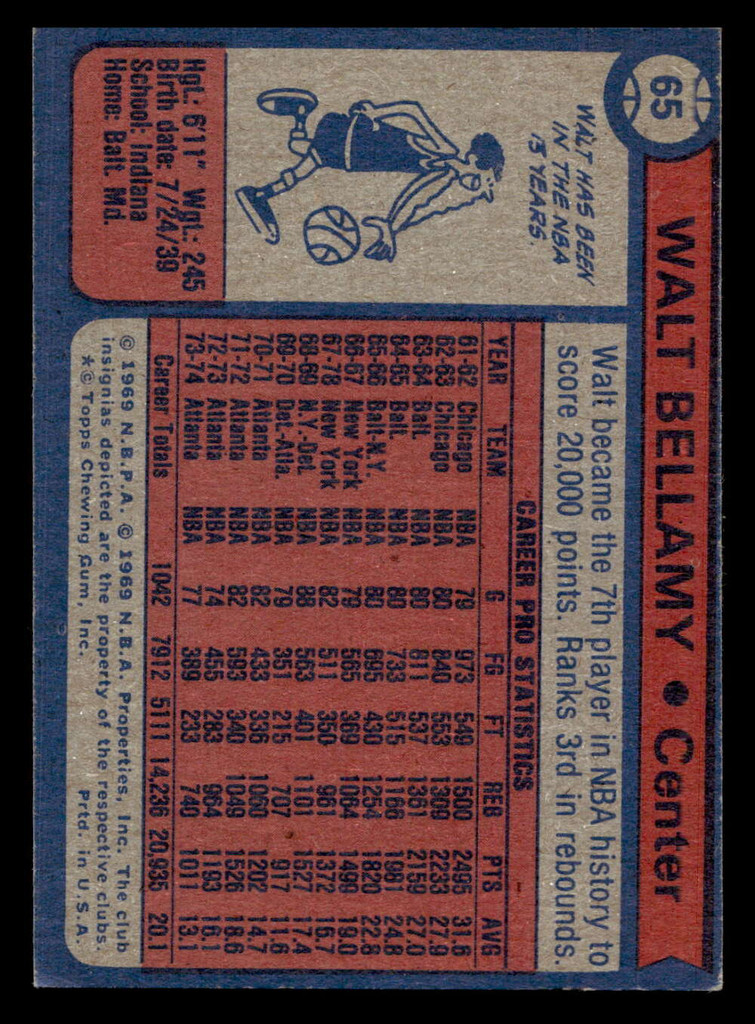 65
WALT BELLAMY • Center
WALT HAS BEEN
IN THE NBA
13 YEARS.
Hgt.: 6'11" Wgt.: 245
Birth date: 7/24/39
School: Indiana
Home: Balt. Md.
Walt became the 7th player in NBA history to
score 20,000 points. Ranks 3rd in rebounds.
CAREER PRO STATISTICS
YEAR TEAM G FG FT REB PTS AVG
61-62 Chicago NBA 79 973 549 1500 2495 31.6
62-63 Chicago NBA 80 840 553 1309 2233 27.9
63-64 Balt. NBA 80 811 537 1361 2159 27.0
64-65 Balt. NBA 80 733 515 1166 1981 24.8
65-66 Balt-N.Y. NBA 80 695 430 1254 1820 22.8
66-67 New York NBA 79 565 369 1064 1499 19.0
67-78 New York NBA 82 511 350 961 1372 16.7
68-69 N.Y.-Det. NBA 88 563 401 1101 1527 17.4
69-70 Det.-Atla. NBA 79 351 215 707 917 11.6
70-71 Atlanta NBA 82 433 336 1060 1202 14.7
71-72 Atlanta NBA 82 593 340 1049 1526 18.6
72-73 Atlanta NBA 74 455 283 964 1193 16.1
73-74 Atlanta NBA 77 389 233 740 1011 13.1
Career Totals 1042 7912 5111 14,236 20,935 20.1
© 1969 N.B.P.A. © 1969 N.B.A. Properties, Inc. The club
insignias depicted are the property of the respective clubs.
★© Topps Chewing Gum, Inc. Prtd. in U.S.A.